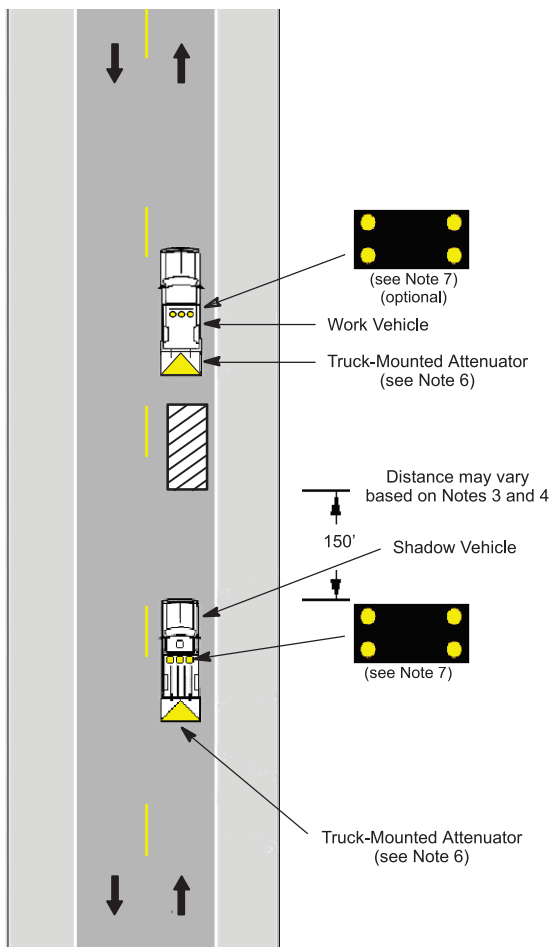 (see Note 7)
(optional)
Work Vehicle
Truck-Mounted Attenuator
(see Note 6)
Distance may vary
based on Notes 3 and 4
150'
Shadow Vehicle
(see Note 7)
Truck-Mounted Attenuator
(see Note 6)